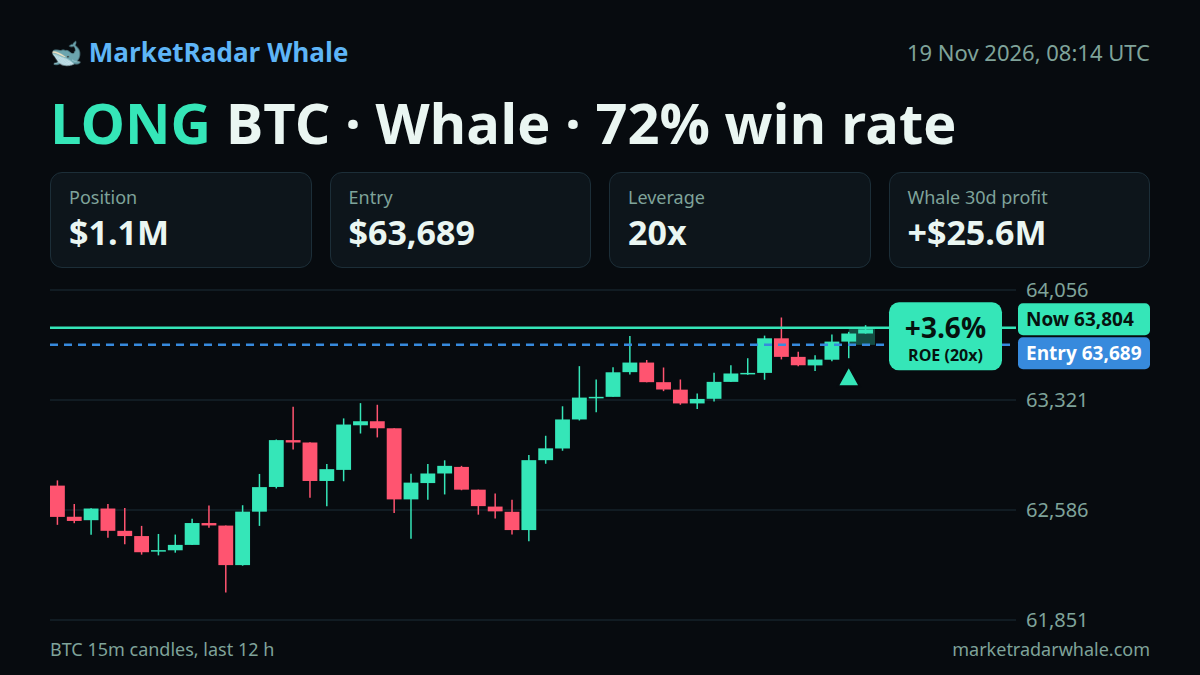 MarketRadar Whale
19 Nov 2026, 08:14 UTC
LONG BTC · Whale · 72% win rate
Position
$1.1M
Entry
$63,689
Leverage
20x
Whale 30d profit
+$25.6M
64,056
+3.6%
ROE (20x)
Now 63,804
Entry 63,689
63,321
62,586
61,851
BTC 15m candles, last 12 h
marketradarwhale.com